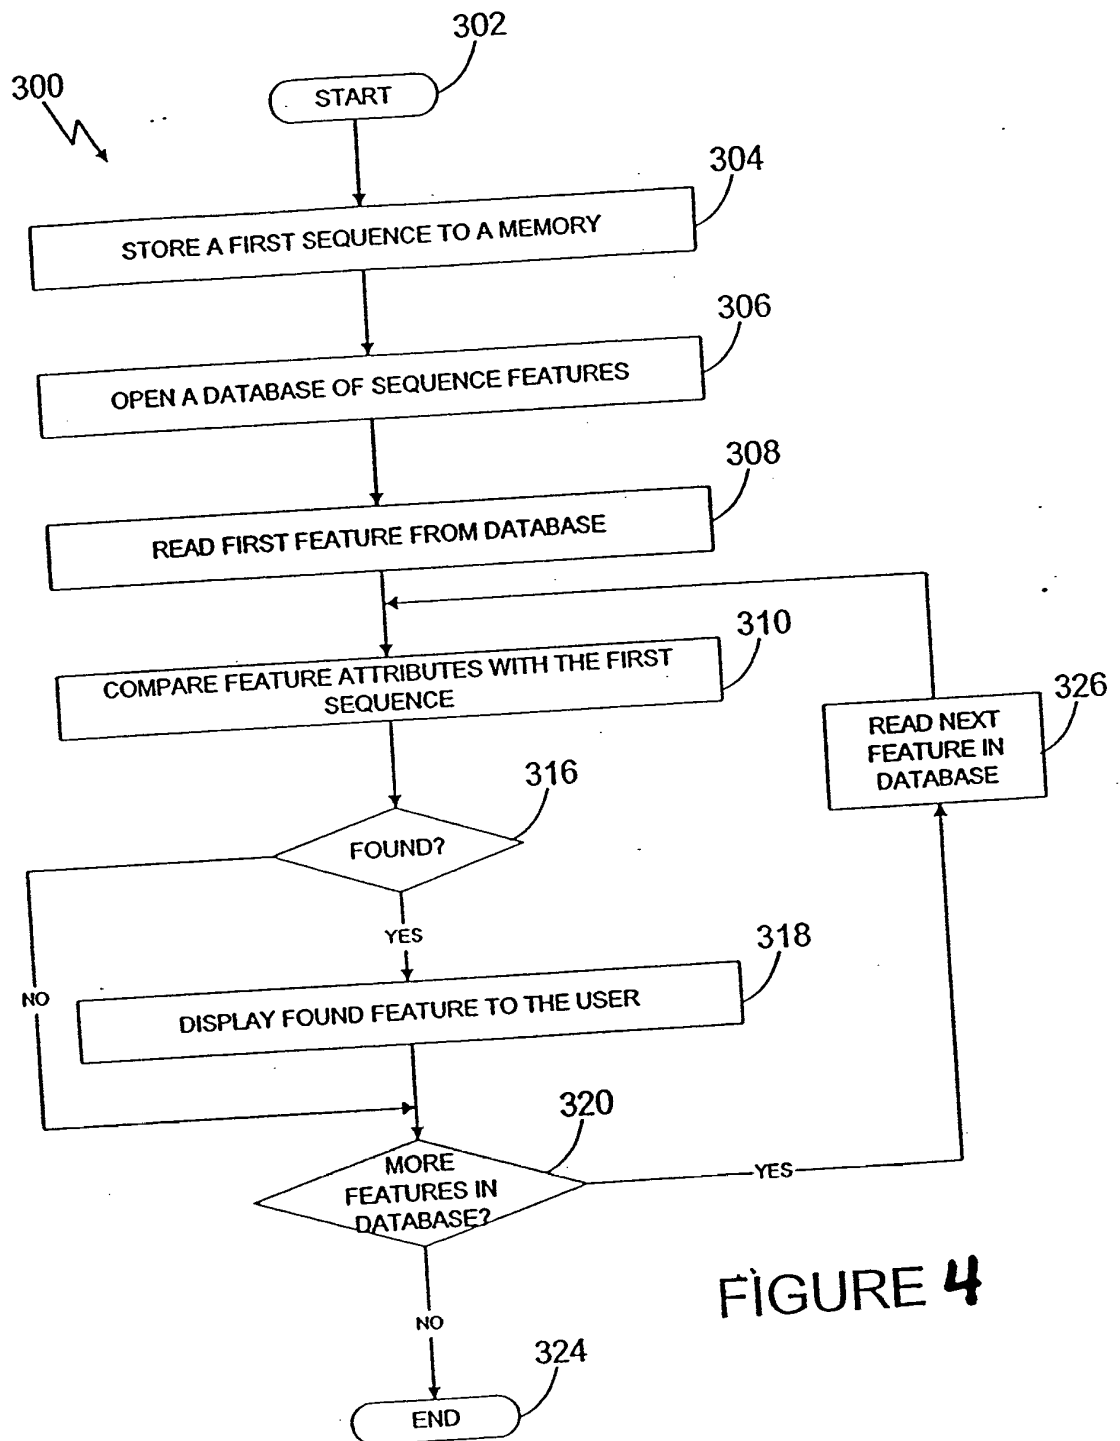 302
300
START
304
STORE A FIRST SEQUENCE TO A MEMORY
306
OPEN A DATABASE OF SEQUENCE FEATURES
308
READ FIRST FEATURE FROM DATABASE
310
COMPARE FEATURE ATTRIBUTES WITH THE FIRST
SEQUENCE
326
READ NEXT
FEATURE IN
DATABASE
316
FOUND?
YES
NO
318
DISPLAY FOUND FEATURE TO THE USER
320
MORE
FEATURES IN
DATABASE?
YES
NO
324
END
FIGURE 4